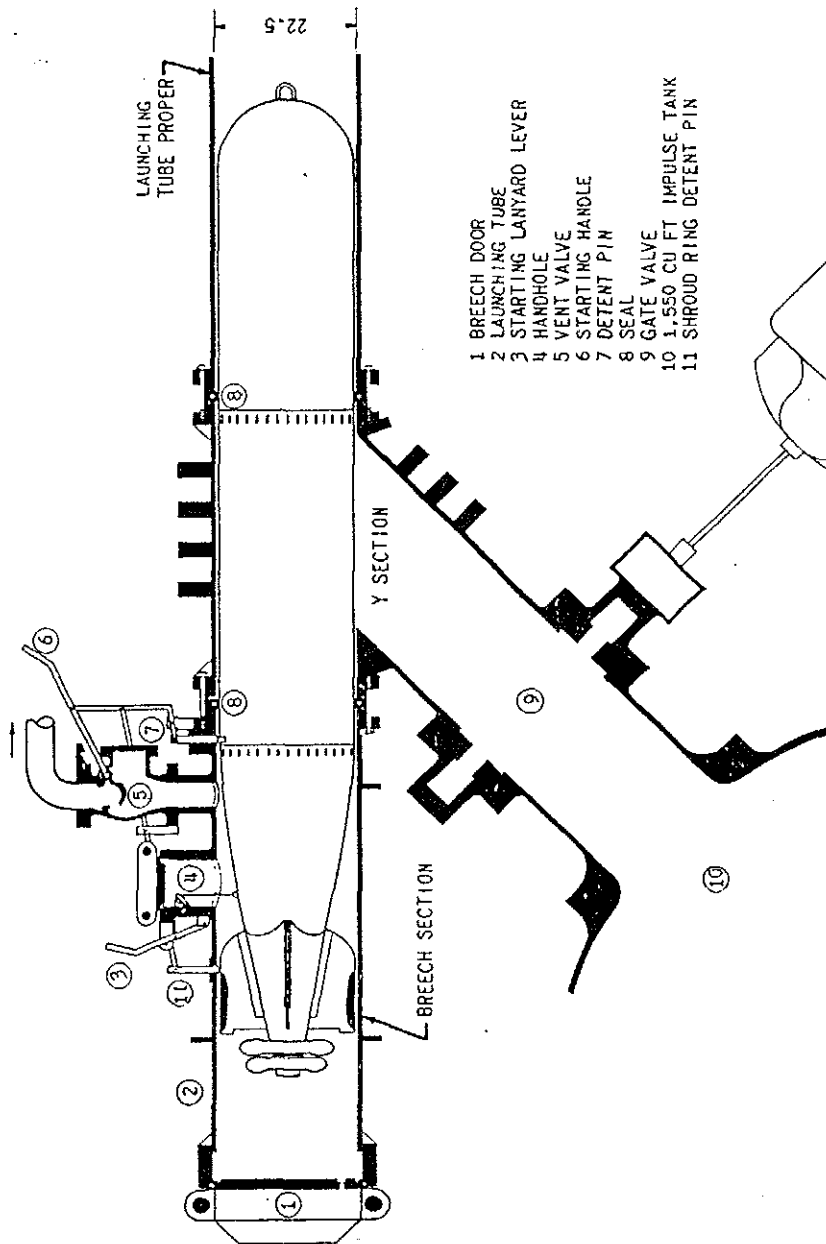 LAUNCHING
TUBE PROPER
22.5
6
7
5
4
3
11
2
1
8
8
Y SECTION
9
10
BREECH SECTION
1 BREECH DOOR
2 LAUNCHING TUBE
3 STARTING LANYARD LEVER
4 HANDHOLE
5 VENT VALVE
6 STARTING HANDLE
7 DETENT PIN
8 SEAL
9 GATE VALVE
10 1,550 CU FT IMPULSE TANK
11 SHROUD RING DETENT PIN